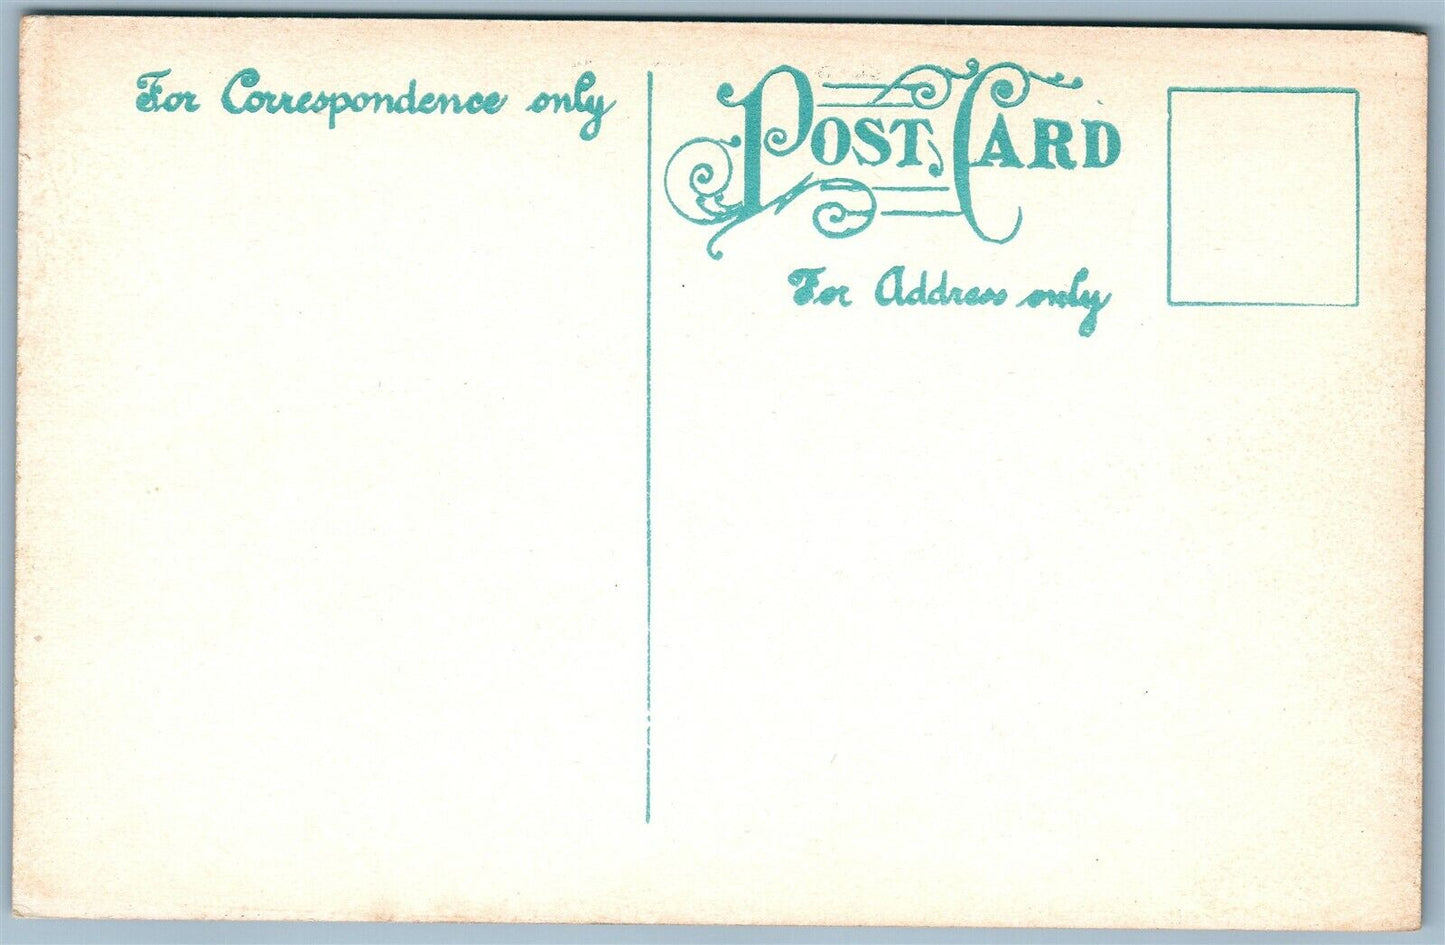 For Correspondence only
POST CARD
For Address only